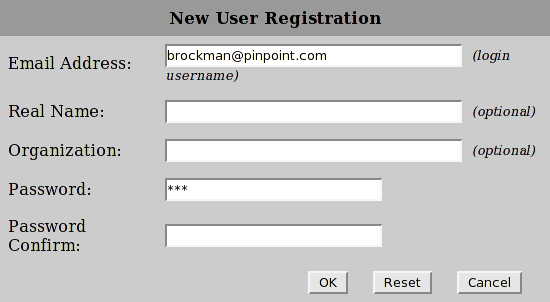 New User Registration
Email Address: brockman@pinpoint.com (login
username)
Real Name: (optional)
Organization: (optional)
Password: ***
Password
Confirm:
OK Reset Cancel